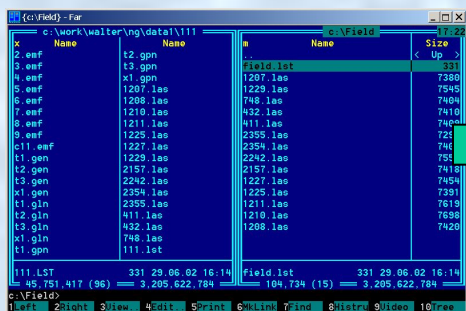 {c:\Field} - Far
c:\work\walter\ng\data1\111
x Name Name
2.emf t2.gpn
3.emf t3.gpn
4.emf x1.gpn
5.emf 1207.las
6.emf 1208.las
7.emf 1210.las
8.emf 1211.las
9.emf 1225.las
c11.emf 1227.las
t1.gen 1229.las
t2.gen 2157.las
t3.gen 2242.las
x1.gen 2354.las
t1.gln 2355.las
t2.gln 411.las
t3.gln 432.las
x1.gln 748.las
t1.gpn 111.lst
111.LST 331 29.06.02 16:14
45,751,417 (96) 3,205,622,784
c:\Field 17:22
m Name Size
.. < Up >
field.lst 331
1207.las 7380
1229.las 7545
748.las 7404
432.las 7410
411.las
2355.las
2354.las
2242.las
2157.las 7418
1227.las 7454
1225.las 7391
1211.las 7619
1210.las 7698
1208.las 7420
field.lst 331 29.06.02 16:14
104,734 (15) 3,205,622,
c:\Field>
1Left 2Right 3View.. 4Edit.. 5Print 6MkLink 7Find 8Histry 9Video 10Tree